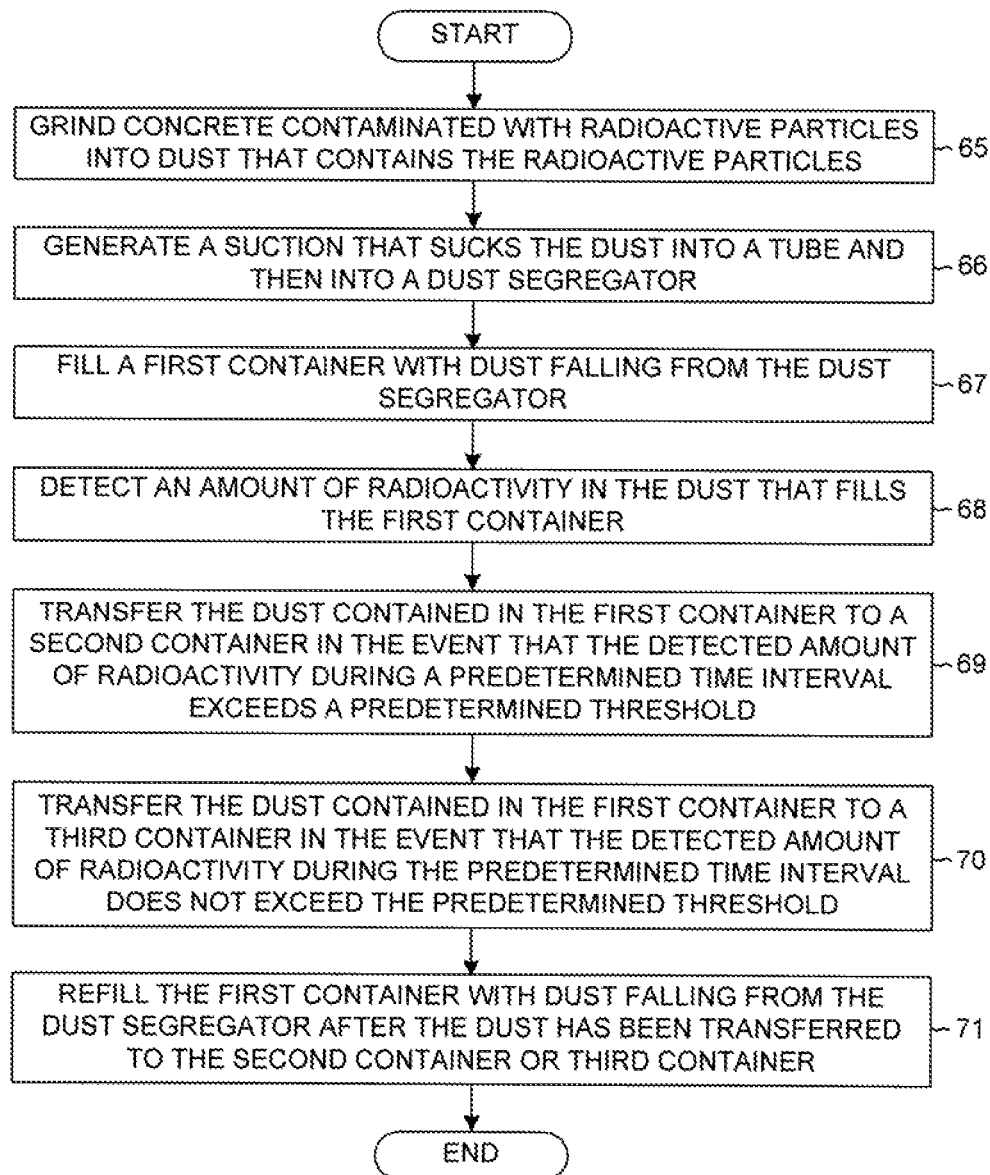 START
GRIND CONCRETE CONTAMINATED WITH RADIOACTIVE PARTICLES
INTO DUST THAT CONTAINS THE RADIOACTIVE PARTICLES
65
GENERATE A SUCTION THAT SUCKS THE DUST INTO A TUBE AND
THEN INTO A DUST SEGREGATOR
66
FILL A FIRST CONTAINER WITH DUST FALLING FROM THE DUST
SEGREGATOR
67
DETECT AN AMOUNT OF RADIOACTIVITY IN THE DUST THAT FILLS
THE FIRST CONTAINER
68
TRANSFER THE DUST CONTAINED IN THE FIRST CONTAINER TO A
SECOND CONTAINER IN THE EVENT THAT THE DETECTED AMOUNT
OF RADIOACTIVITY DURING A PREDETERMINED TIME INTERVAL
EXCEEDS A PREDETERMINED THRESHOLD
69
TRANSFER THE DUST CONTAINED IN THE FIRST CONTAINER TO A
THIRD CONTAINER IN THE EVENT THAT THE DETECTED AMOUNT
OF RADIOACTIVITY DURING THE PREDETERMINED TIME INTERVAL
DOES NOT EXCEED THE PREDETERMINED THRESHOLD
70
REFILL THE FIRST CONTAINER WITH DUST FALLING FROM THE
DUST SEGREGATOR AFTER THE DUST HAS BEEN TRANSFERRED
TO THE SECOND CONTAINER OR THIRD CONTAINER
71
END